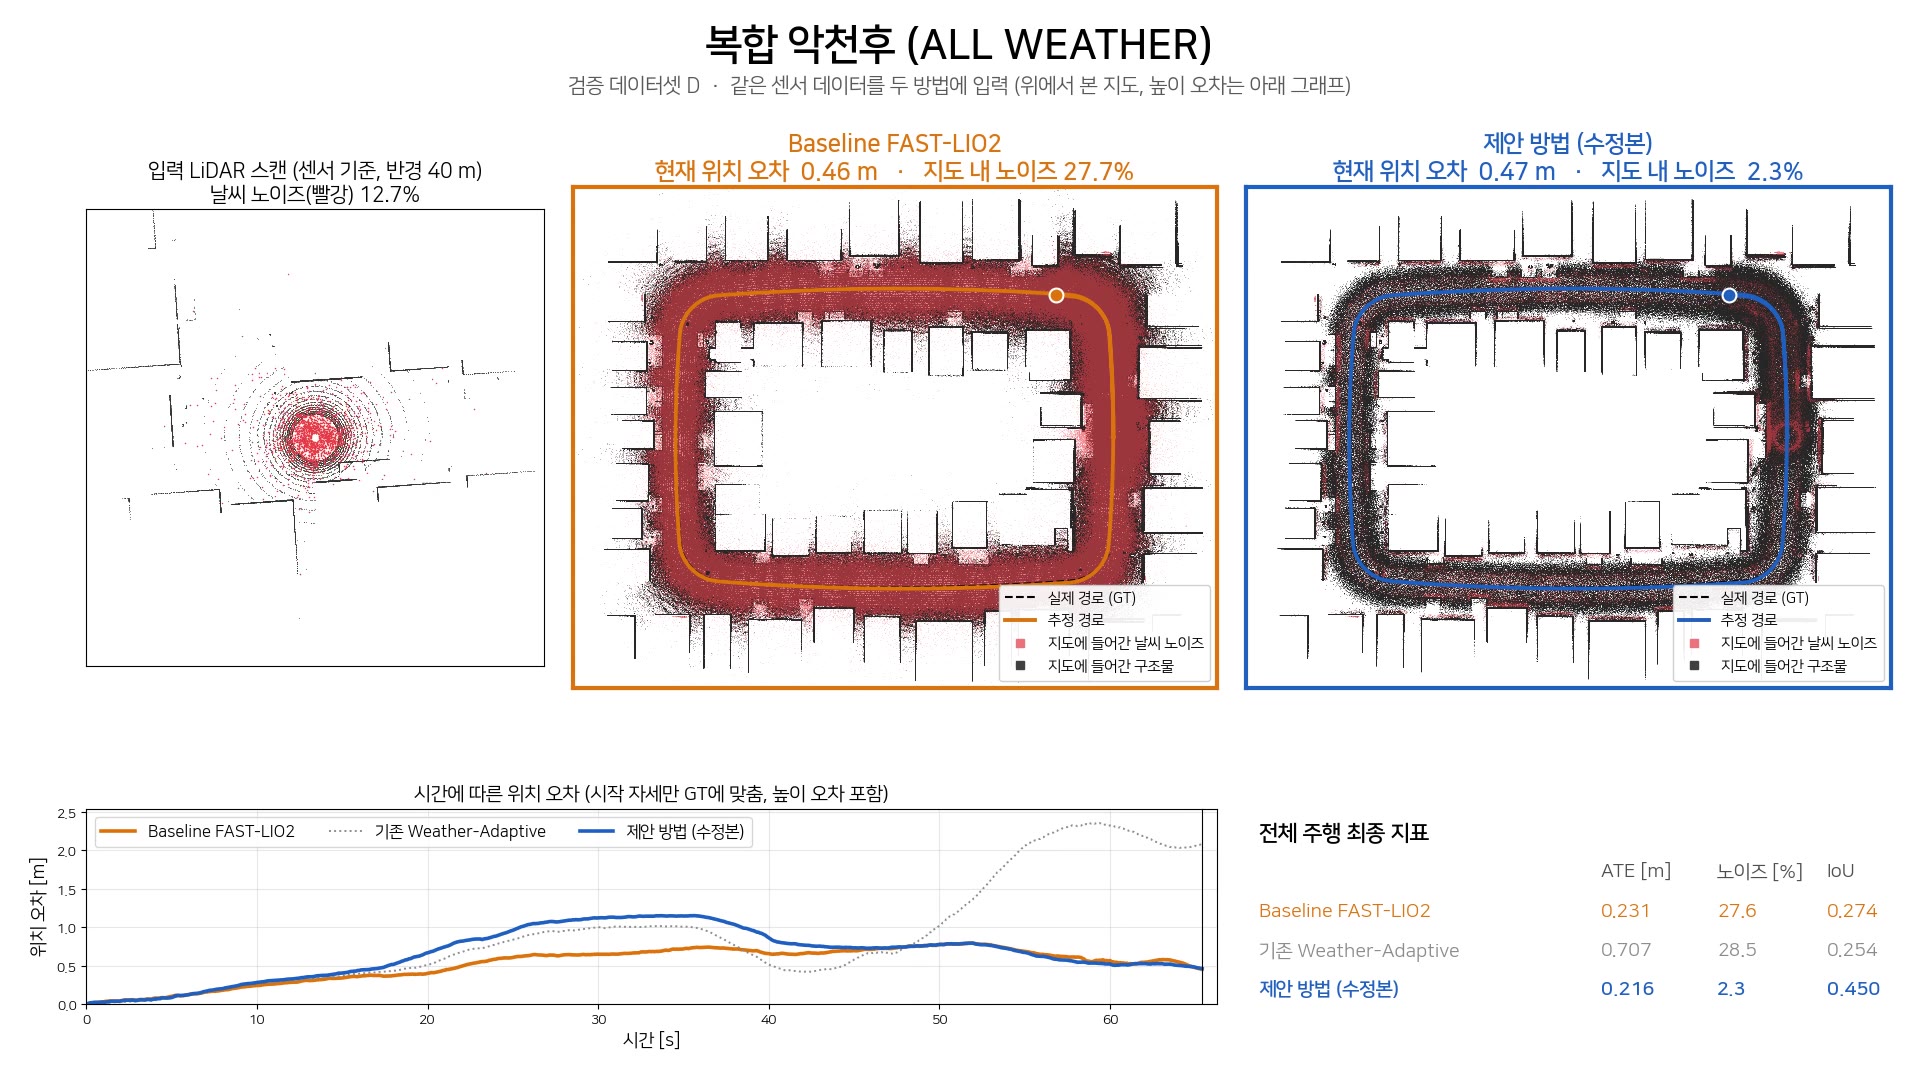 복합 악천후 (ALL WEATHER)
검증 데이터셋 D · 같은 센서 데이터를 두 방법에 입력 (위에서 본 지도, 높이 오차는 아래 그래프)
입력 LiDAR 스캔 (센서 기준, 반경 40 m)
날씨 노이즈(빨강) 12.7%
Baseline FAST-LIO2
현재 위치 오차 0.46 m · 지도 내 노이즈 27.7%
실제 경로 (GT)
추정 경로
지도에 들어간 날씨 노이즈
지도에 들어간 구조물
제안 방법 (수정본)
현재 위치 오차 0.47 m · 지도 내 노이즈 2.3%
실제 경로 (GT)
추정 경로
지도에 들어간 날씨 노이즈
지도에 들어간 구조물
시간에 따른 위치 오차 (시작 자세만 GT에 맞춤, 높이 오차 포함)
Baseline FAST-LIO2 기존 Weather-Adaptive 제안 방법 (수정본)
위치 오차 [m]
2.5
2.0
1.5
1.0
0.5
0.0
0 10 20 30 40 50 60
시간 [s]
전체 주행 최종 지표
ATE [m] 노이즈 [%] IoU
Baseline FAST-LIO2 0.231 27.6 0.274
기존 Weather-Adaptive 0.707 28.5 0.254
제안 방법 (수정본) 0.216 2.3 0.450